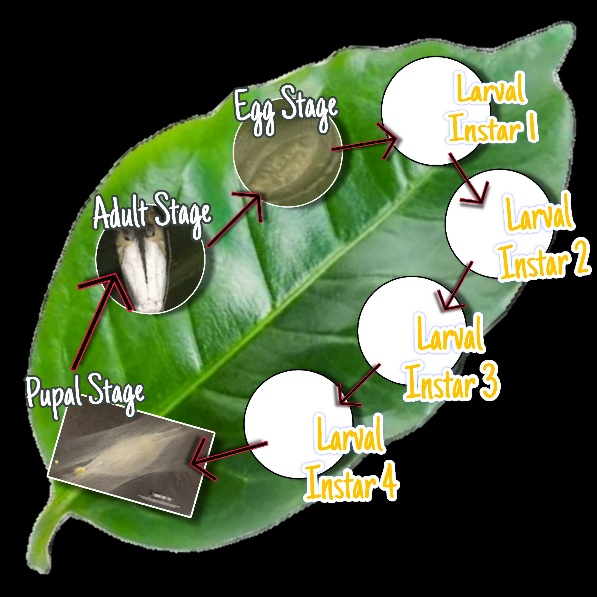 Egg Stage
Larval
Instar 1
Adult Stage
Larval
Instar 2
Larval
Instar 3
Pupal Stage
Larval
Instar 4